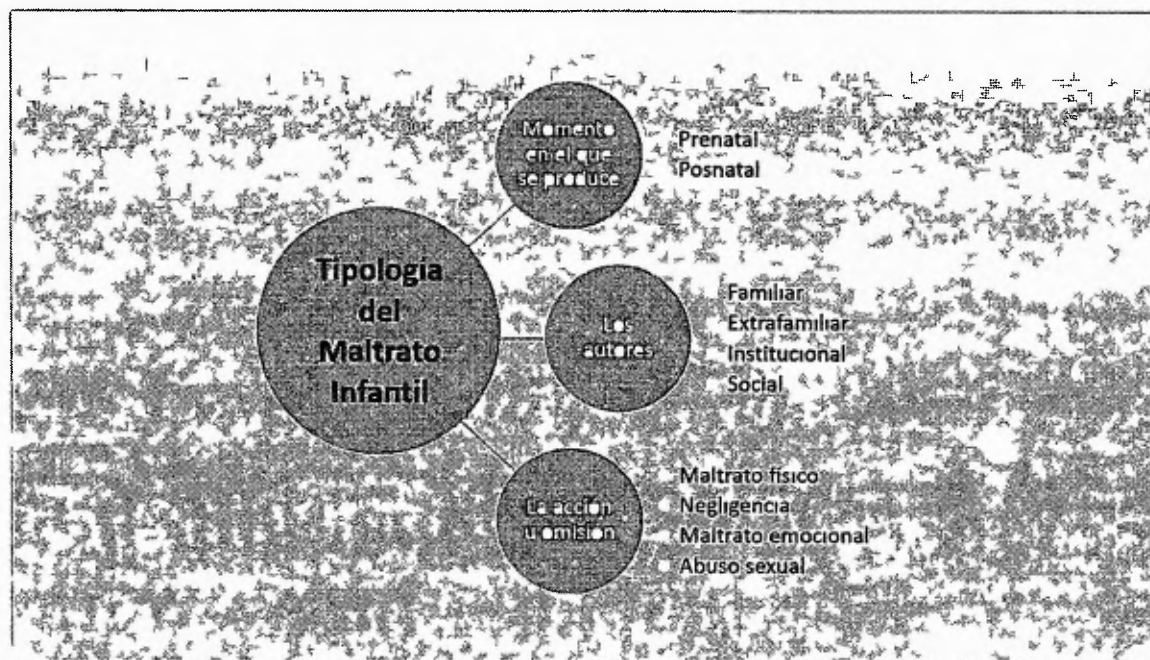 Momento
en el que
se produce
Prenatal
Posnatal
Tipología
del
Maltrato
Infantil
Los
autores
Familiar
Extrafamiliar
Institucional
Social
La acción
u omisión
Maltrato físico
Negligencia
Maltrato emocional
Abuso sexual